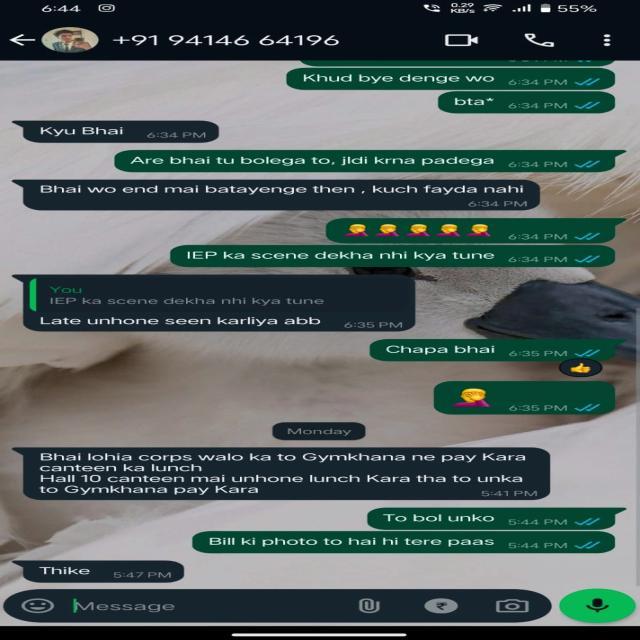 6:44
0.29
KB/s
55%
+91 94146 64196
Khud bye denge wo 6:34 PM
bta* 6:34 PM
Kyu Bhai 6:34 PM
Are bhai tu bolega to, jldi krna padega 6:34 PM
Bhai wo end mai batayenge then , kuch fayda nahi
6:34 PM
🤦 🤦 🤦 🤦 🤦 6:34 PM
IEP ka scene dekha nhi kya tune 6:34 PM
You
IEP ka scene dekha nhi kya tune
Late unhone seen karliya abb 6:35 PM
Chapa bhai 6:35 PM
👍
🤦 6:35 PM
Monday
Bhai lohia corps walo ka to Gymkhana ne pay Kara
canteen ka lunch
Hall 10 canteen mai unhone lunch Kara tha to unka
to Gymkhana pay Kara 5:41 PM
To bol unko 5:44 PM
Bill ki photo to hai hi tere paas 5:44 PM
Thike 5:47 PM
Message